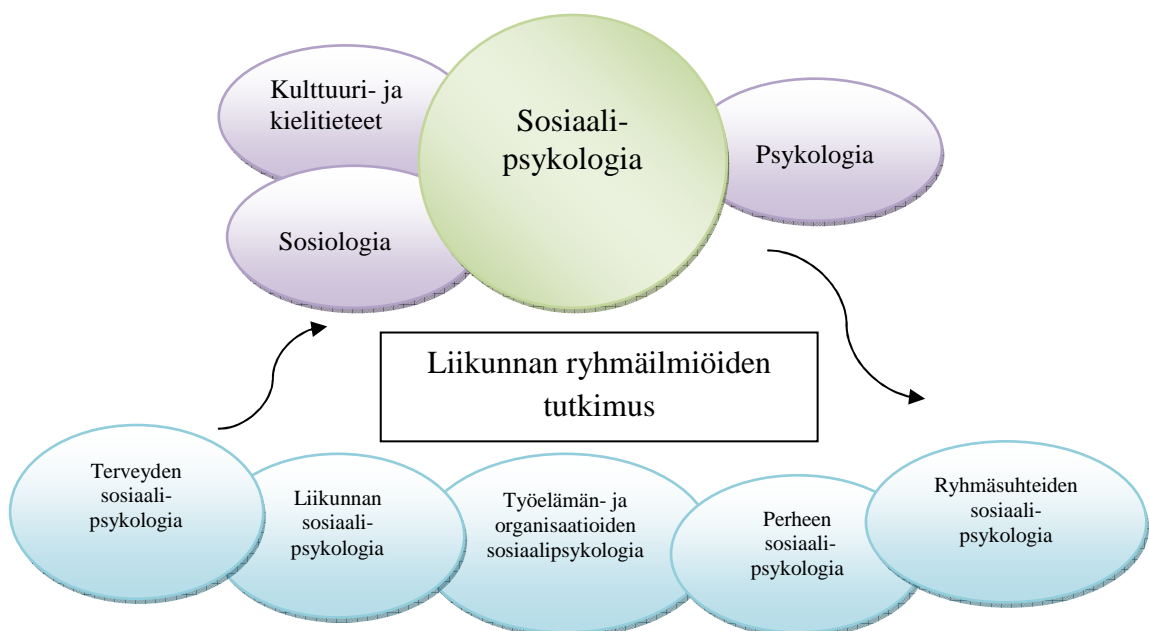 Kulttuuri- ja
kielitieteet
Sosiaali-
psykologia
Psykologia
Sosiologia
Liikunnan ryhmäilmiöiden
tutkimus
Terveyden
sosiaali-
psykologia
Liikunnan
sosiaali-
psykologia
Työelämän- ja
organisaatioiden
sosiaalipsykologia
Perheen
sosiaali-
psykologia
Ryhmäsuhteiden
sosiaali-
psykologia